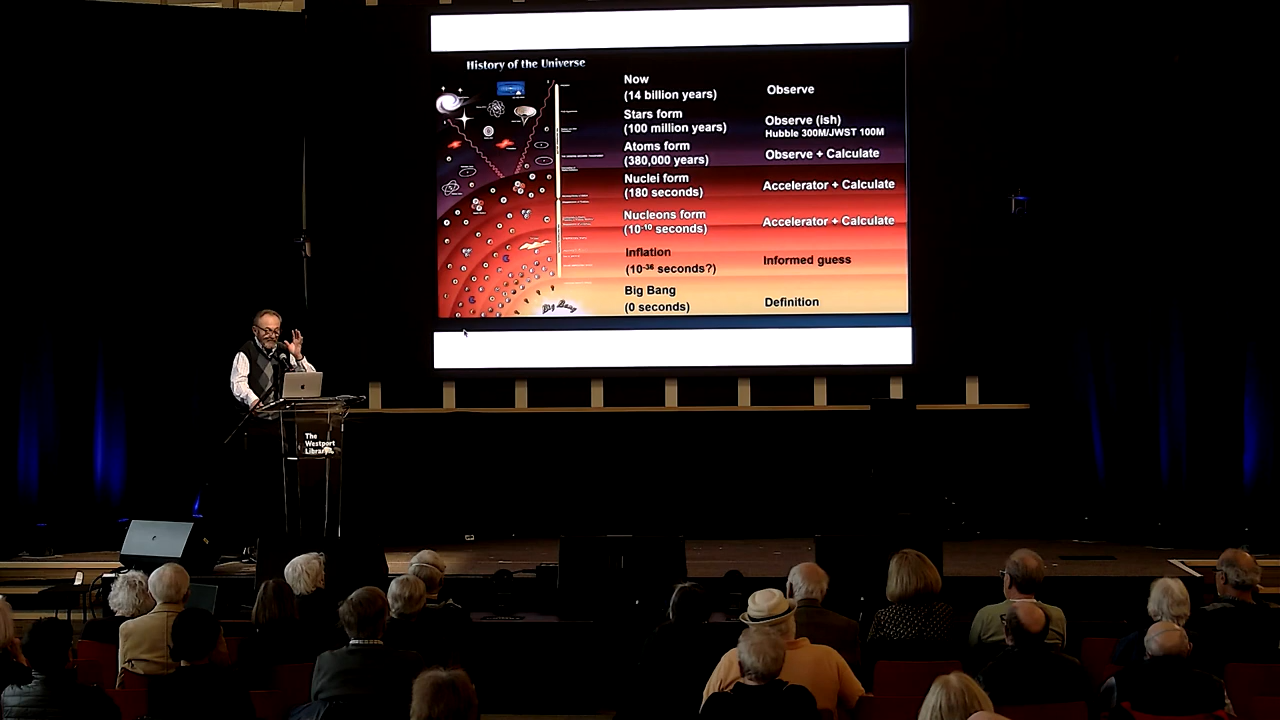 History of the Universe
Now
(14 billion years)
Observe
Stars form
(100 million years)
Observe (ish)
Hubble 300M/JWST 100M
Atoms form
(380,000 years)
Observe + Calculate
Nuclei form
(180 seconds)
Accelerator + Calculate
Nucleons form
(10⁻¹⁰ seconds)
Accelerator + Calculate
Inflation
(10⁻³⁶ seconds?)
Informed guess
Big Bang
(0 seconds)
Definition
Big Bang
The
Westport
Library